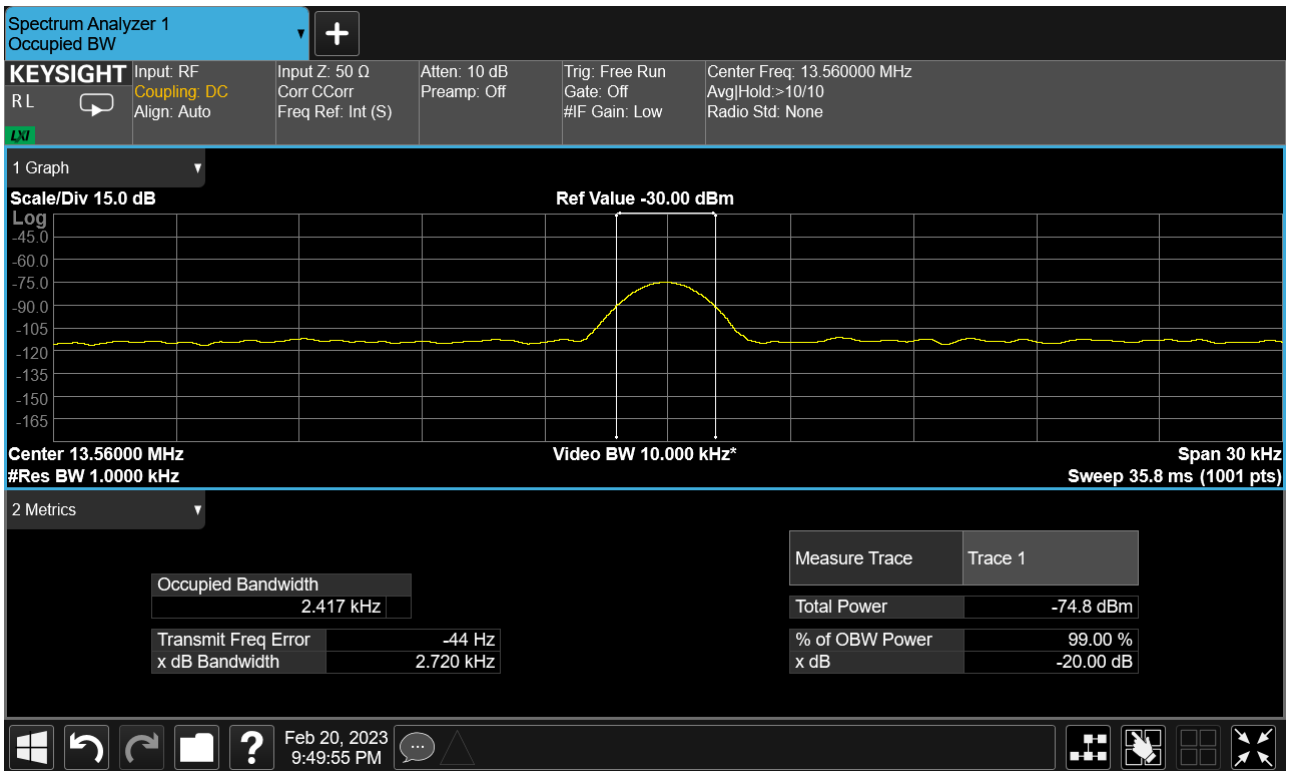 Spectrum Analyzer 1
Occupied BW
▼
+
KEYSIGHT
R L
LXI
Input: RF
Coupling: DC
Align: Auto
Input Z: 50 Ω
Corr CCorr
Freq Ref: Int (S)
Atten: 10 dB
Preamp: Off
Trig: Free Run
Gate: Off
#IF Gain: Low
Center Freq: 13.560000 MHz
Avg|Hold:>10/10
Radio Std: None
1 Graph ▼
Scale/Div 15.0 dB Ref Value -30.00 dBm
Log
-45.0
-60.0
-75.0
-90.0
-105
-120
-135
-150
-165
Center 13.56000 MHz Video BW 10.000 kHz* Span 30 kHz
#Res BW 1.0000 kHz Sweep 35.8 ms (1001 pts)
2 Metrics ▼
Measure Trace Trace 1
Occupied Bandwidth
2.417 kHz Total Power -74.8 dBm
Transmit Freq Error -44 Hz % of OBW Power 99.00 %
x dB Bandwidth 2.720 kHz x dB -20.00 dB
? Feb 20, 2023
9:49:55 PM